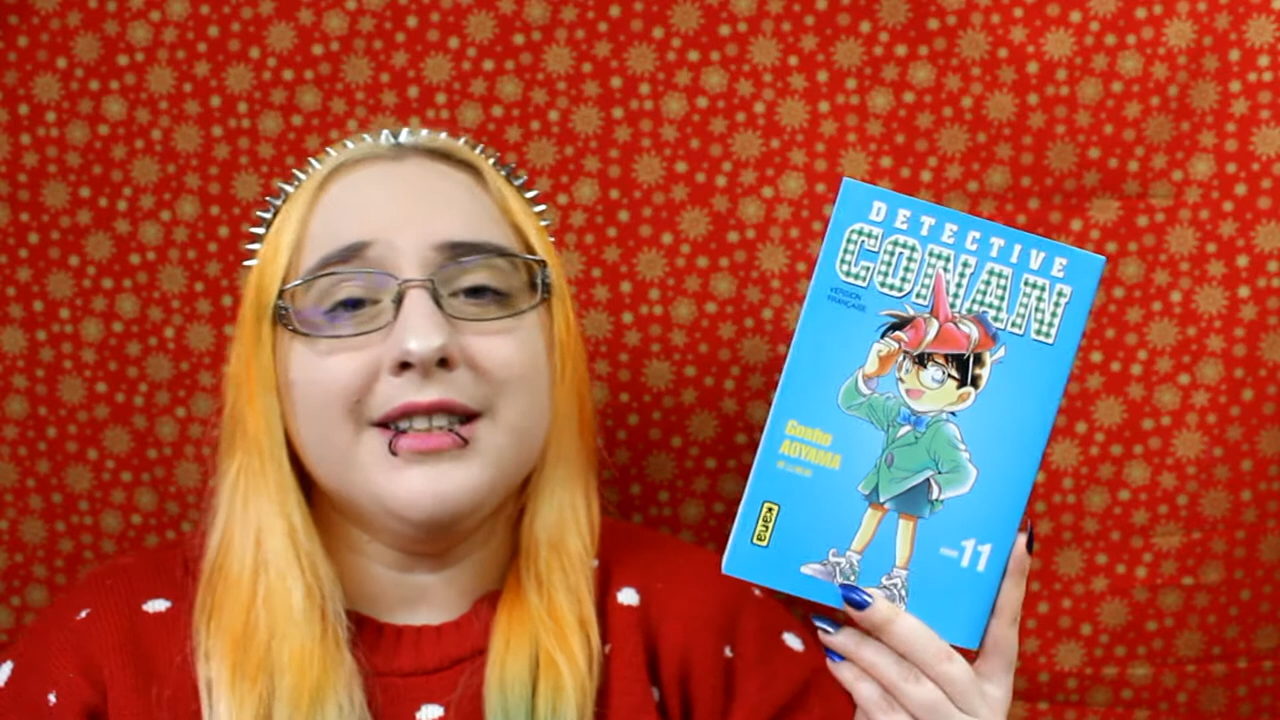 DETECTIVE
CONAN
VERSION
FRANÇAISE
Gosho
AOYAMA
kana
11